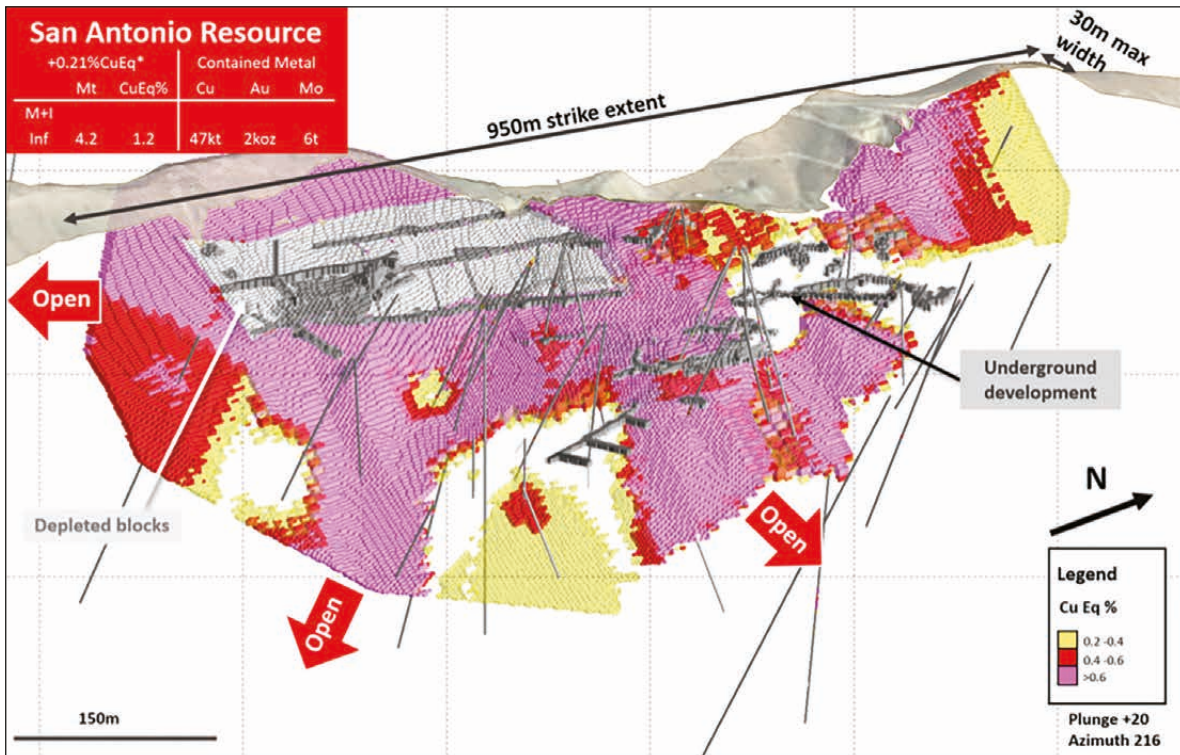 San Antonio Resource
+0.21%CuEq* Contained Metal
Mt CuEq% Cu Au Mo
M+I
Inf 4.2 1.2 47kt 2koz 6t
30m max
width
950m strike extent
Open
Underground
development
Depleted blocks
Open
Open
N
Legend
Cu Eq %
0.2 -0.4
0.4 -0.6
>0.6
150m
Plunge +20
Azimuth 216